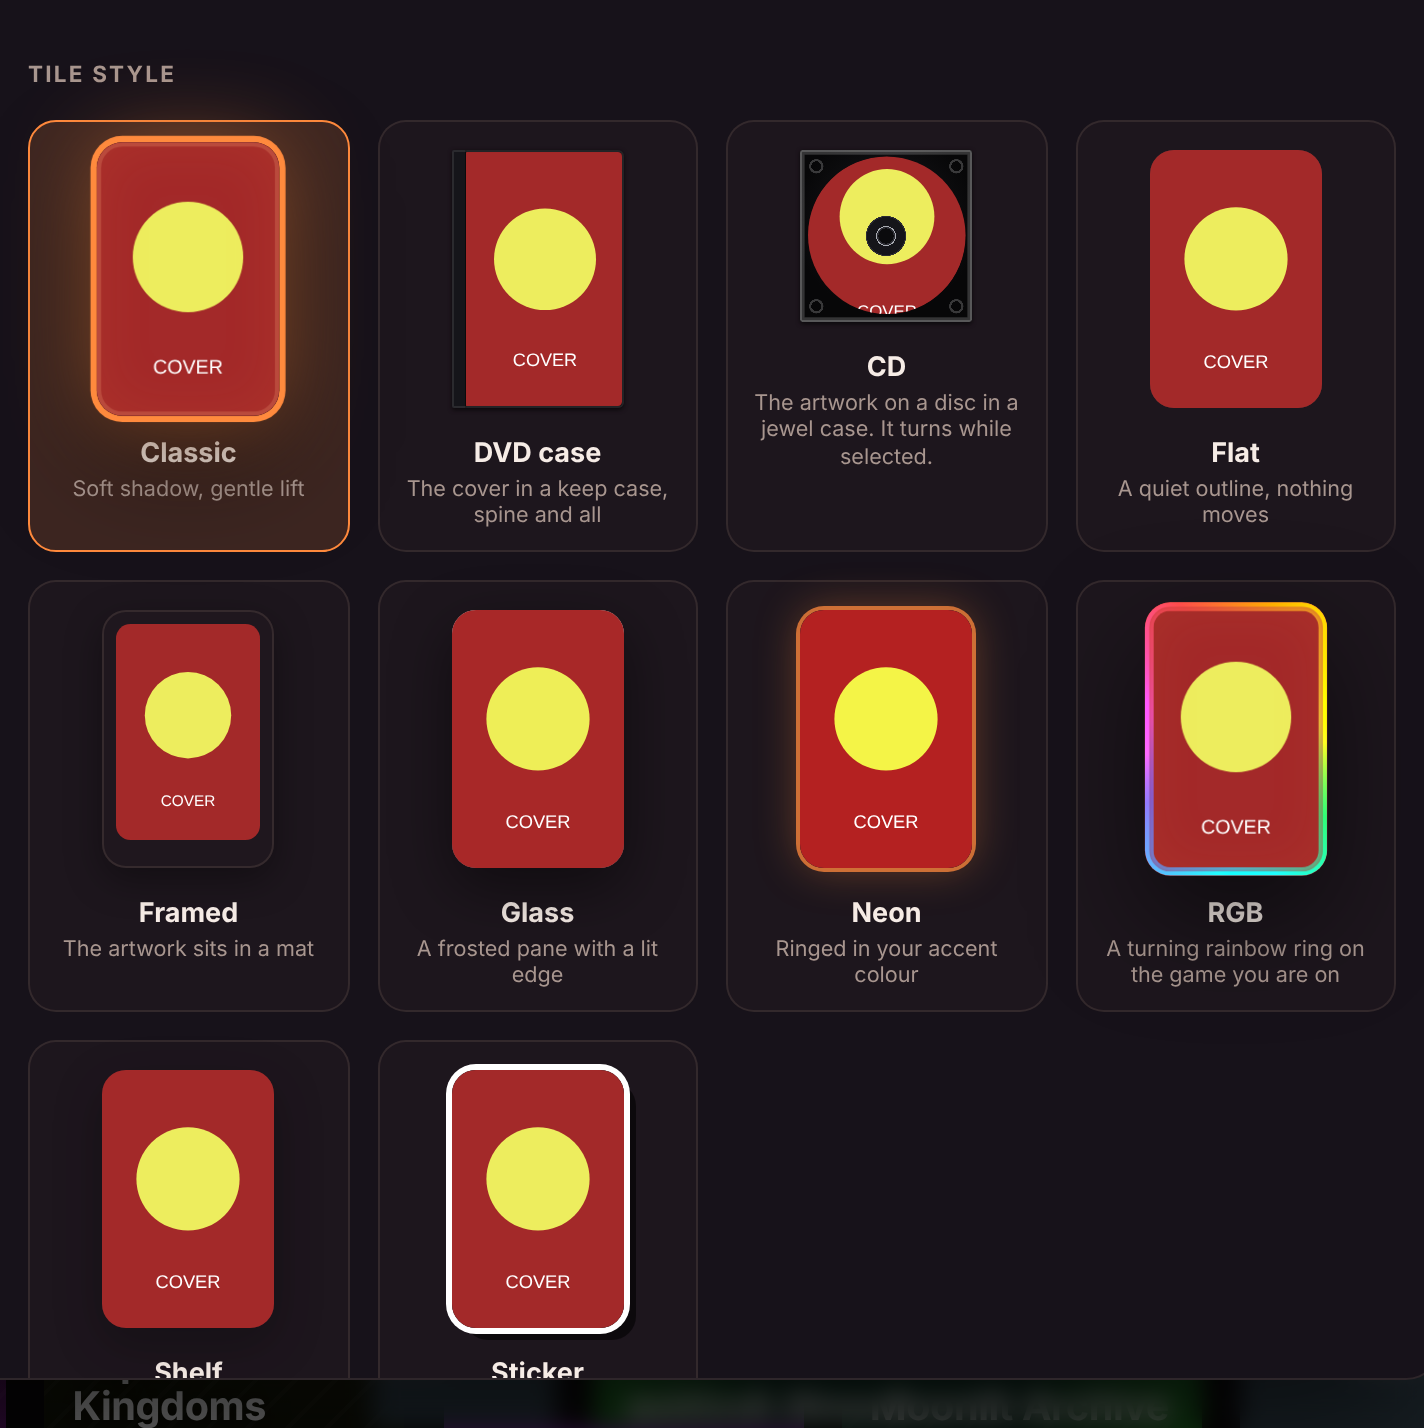 TILE STYLE
COVER
Classic
Soft shadow, gentle lift
COVER
DVD case
The cover in a keep case,
spine and all
COVER
CD
The artwork on a disc in a
jewel case. It turns while
selected.
COVER
Flat
A quiet outline, nothing
moves
COVER
Framed
The artwork sits in a mat
COVER
Glass
A frosted pane with a lit
edge
COVER
Neon
Ringed in your accent
colour
COVER
RGB
A turning rainbow ring on
the game you are on
COVER
Shelf
COVER
Sticker
Kingdoms
Moonlit Archive